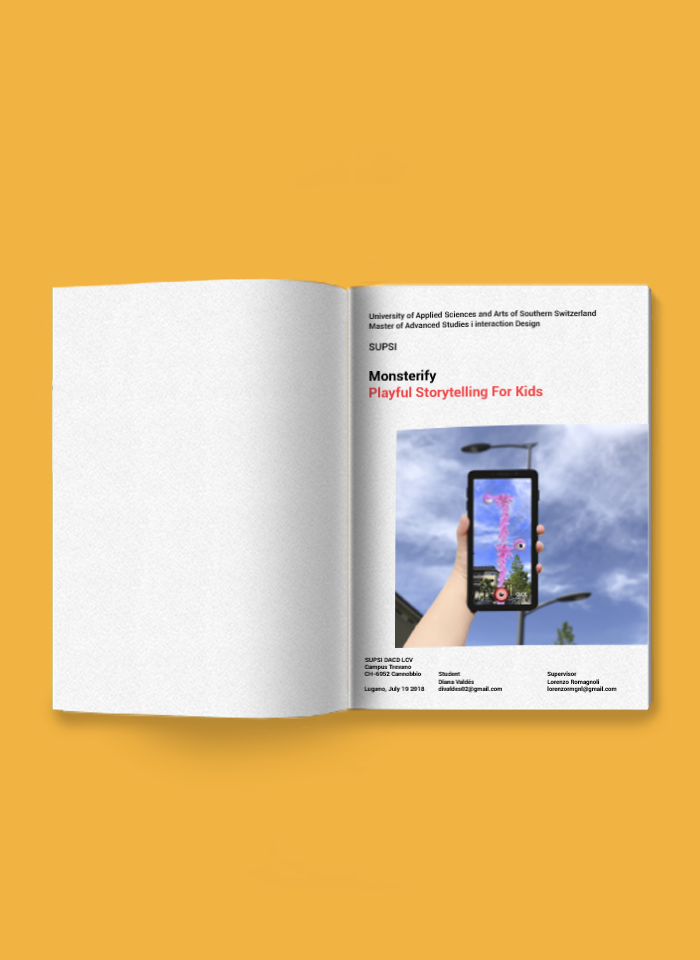 University of Applied Sciences and Arts of Southern Switzerland
Master of Advanced Studies i interaction Design
SUPSI
Monsterify
Playful Storytelling For Kids
SUPSI DACD LCV
Campus Trevano
CH-6952 Cannobbio
Lugano, July 19 2018
Student
Diana Valdés
divaldes02@gmail.com
Supervisor
Lorenzo Romagnoli
lorenzormgnl@gmail.com